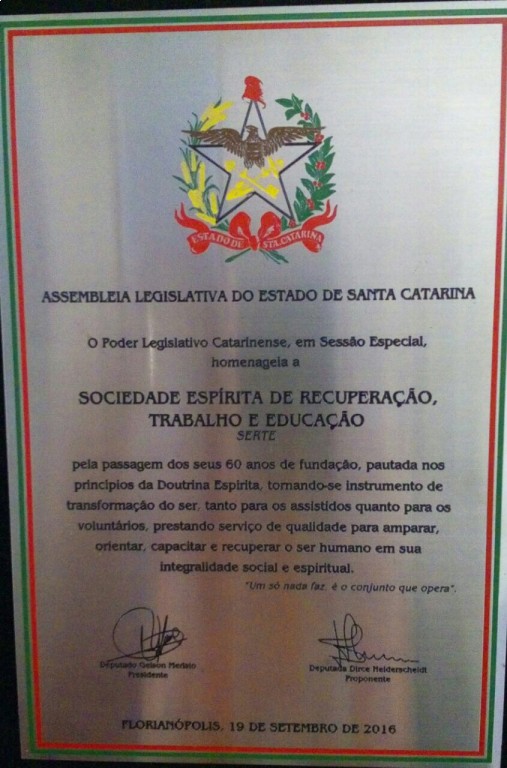 ESTADO DE STA. CATARINA
ASSEMBLEIA LEGISLATIVA DO ESTADO DE SANTA CATARINA
O Poder Legislativo Catarinense, em Sessão Especial,
homenageia a
SOCIEDADE ESPÍRITA DE RECUPERAÇÃO,
TRABALHO E EDUCAÇÃO
SERTE
pela passagem dos seus 60 anos de fundação, pautada nos
princípios da Doutrina Espírita, tornando-se instrumento de
transformação do ser, tanto para os assistidos quanto para os
voluntários, prestando serviço de qualidade para amparar,
orientar, capacitar e recuperar o ser humano em sua
integralidade social e espiritual.
"Um só nada faz, é o conjunto que opera".
Deputado Gelson Merisio
Presidente
Deputada Dirce Heiderscheidt
Proponente
FLORIANÓPOLIS, 19 DE SETEMBRO DE 2016